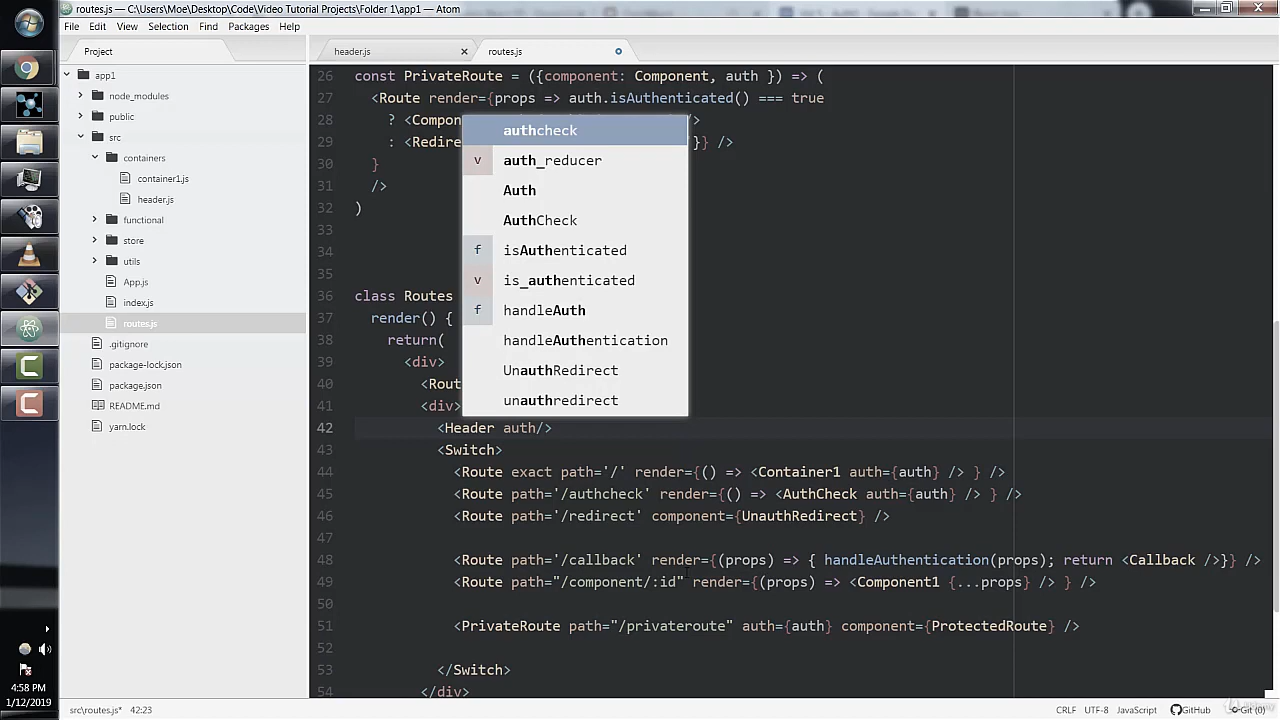 routes.js — C:\Users\Moe\Desktop\Code\Video Tutorial Projects\Folder 1\app1 — Atom
File Edit View Selection Find Packages Help
Project
header.js
routes.js
app1
node_modules
public
src
containers
container1.js
header.js
functional
store
utils
App.js
index.js
routes.js
.gitignore
package-lock.json
package.json
README.md
yarn.lock
26 const PrivateRoute = ({component: Component, auth }) => (
27 <Route render={props => auth.isAuthenticated() === true
28 ? <Compon />
29 : <Redire }} />
30 }
31 />
32 )
33
34
35
36 class Routes
37 render() {
38 return(
39 <div>
40 <Rout
41 <div>
authcheck
v auth_reducer
Auth
AuthCheck
f isAuthenticated
v is_authenticated
f handleAuth
handleAuthentication
UnauthRedirect
unauthredirect
42 <Header auth/>
43 <Switch>
44 <Route exact path='/' render={() => <Container1 auth={auth} /> } />
45 <Route path='/authcheck' render={() => <AuthCheck auth={auth} /> } />
46 <Route path='/redirect' component={UnauthRedirect} />
48 <Route path='/callback' render={(props) => { handleAuthentication(props); return <Callback />}} />
49 <Route path="/component/:id" render={(props) => <Component1 {...props} /> } />
50
51 <PrivateRoute path="/privateroute" auth={auth} component={ProtectedRoute} />
52
53 </Switch>
54 </div>
4:58 PM
1/12/2019
src\routes.js* 42:23
CRLF UTF-8 JavaScript GitHub Git (0)